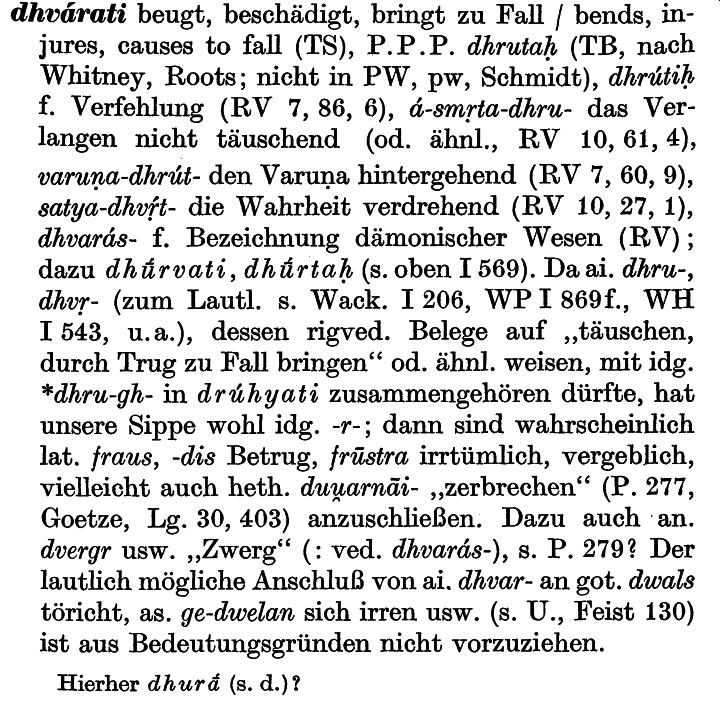 dhvárati beugt, beschädigt, bringt zu Fall / bends, in-
jures, causes to fall (TS), P.P.P. dhrutaḥ (TB, nach
Whitney, Roots; nicht in PW, pw, Schmidt), dhrútiḥ
f. Verfehlung (RV 7, 86, 6), á-smṛta-dhru- das Ver-
langen nicht täuschend (od. ähnl., RV 10, 61, 4),
varuṇa-dhrút- den Varuṇa hintergehend (RV 7, 60, 9),
satya-dhvṛ́t- die Wahrheit verdrehend (RV 10, 27, 1),
dhvarás- f. Bezeichnung dämonischer Wesen (RV);
dazu dhū́rvati, dhū́rtaḥ (s. oben I 569). Da ai. dhru-,
dhvṛ- (zum Lautl. s. Wack. I 206, WP I 869f., WH
I 543, u.a.), dessen rigved. Belege auf „täuschen,
durch Trug zu Fall bringen“ od. ähnl. weisen, mit idg.
*dhru-gh- in drúhyati zusammengehören dürfte, hat
unsere Sippe wohl idg. -r-; dann sind wahrscheinlich
lat. fraus, -dis Betrug, frūstra irrtümlich, vergeblich,
vielleicht auch heth. duu̯arnāi- „zerbrechen“ (P. 277,
Goetze, Lg. 30, 403) anzuschließen. Dazu auch an.
dvergr usw. „Zwerg“ (: ved. dhvarás-), s. P. 279? Der
lautlich mögliche Anschluß von ai. dhvar- an got. dwals
töricht, as. ge-dwelan sich irren usw. (s. U., Feist 130)
ist aus Bedeutungsgründen nicht vorzuziehen.
Hierher dhurā́ (s. d.)?